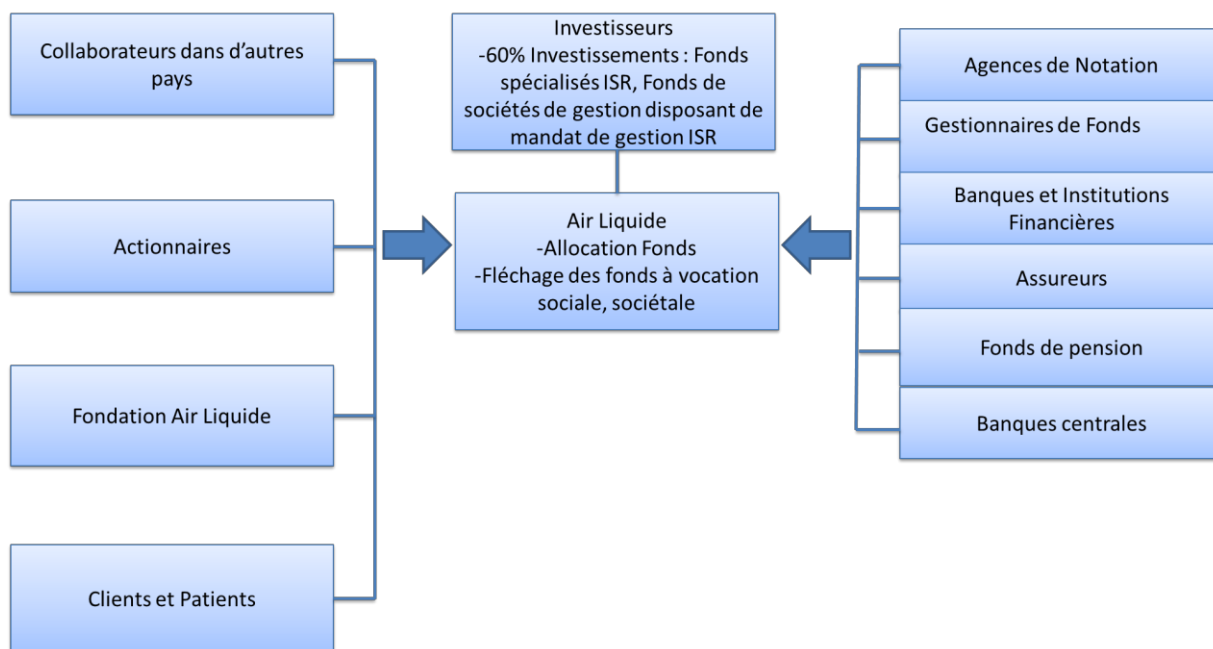 Collaborateurs dans d’autres
pays
Actionnaires
Fondation Air Liquide
Clients et Patients
Investisseurs
-60% Investissements : Fonds
spécialisés ISR, Fonds de
sociétés de gestion disposant de
mandat de gestion ISR
Air Liquide
-Allocation Fonds
-Fléchage des fonds à vocation
sociale, sociétale
Agences de Notation
Gestionnaires de Fonds
Banques et Institutions
Financières
Assureurs
Fonds de pension
Banques centrales